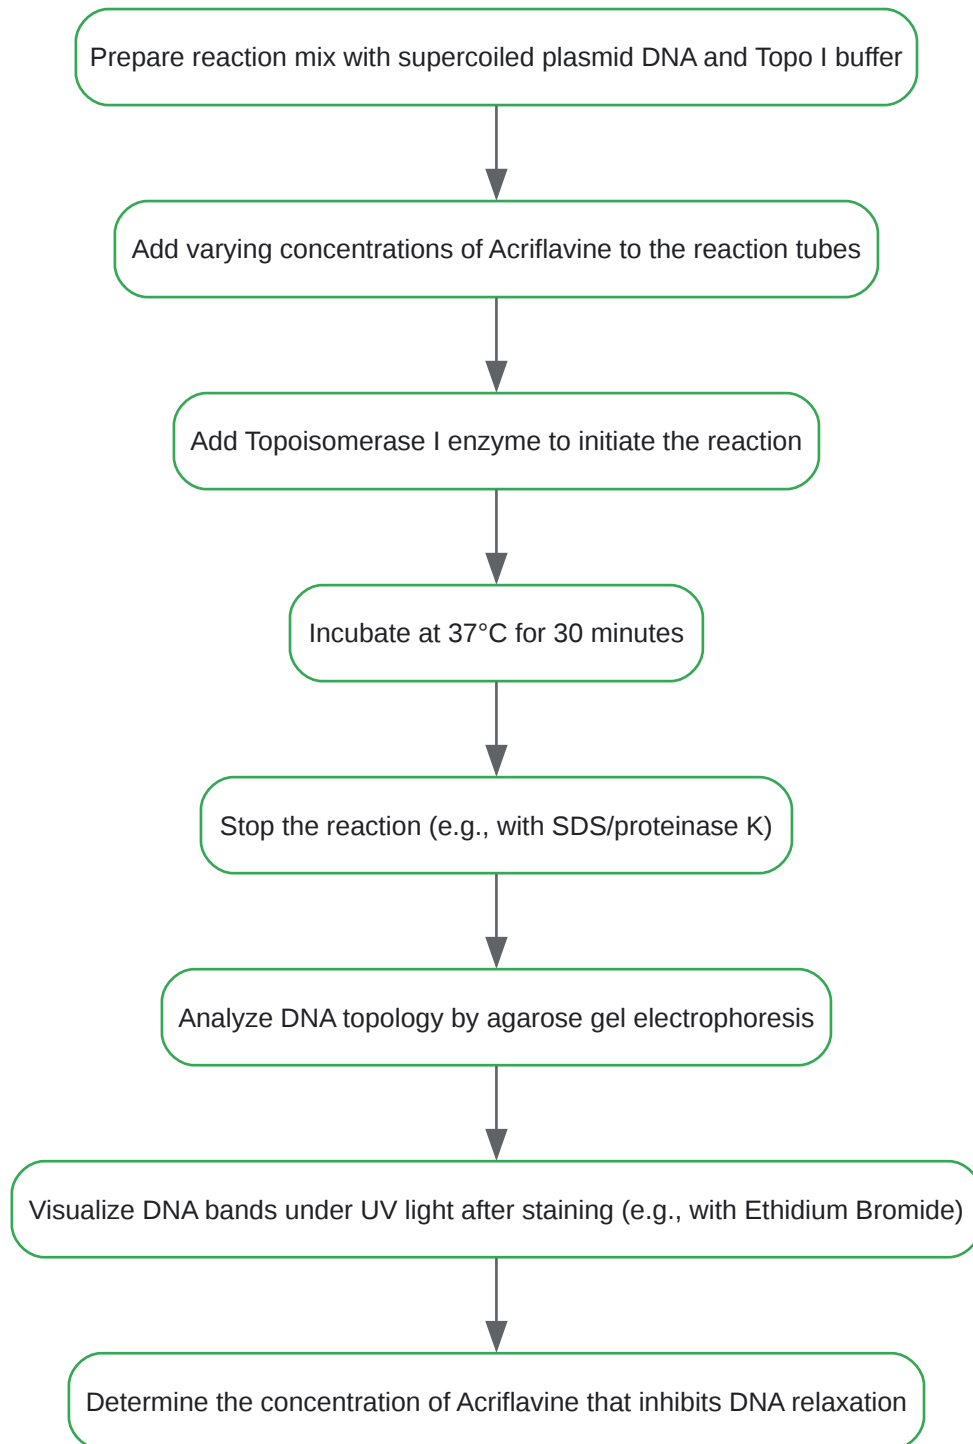 Prepare reaction mix with supercoiled plasmid DNA and Topo I buffer
Add varying concentrations of Acriflavine to the reaction tubes
Add Topoisomerase I enzyme to initiate the reaction
Incubate at 37°C for 30 minutes
Stop the reaction (e.g., with SDS/proteinase K)
Analyze DNA topology by agarose gel electrophoresis
Visualize DNA bands under UV light after staining (e.g., with Ethidium Bromide)
Determine the concentration of Acriflavine that inhibits DNA relaxation